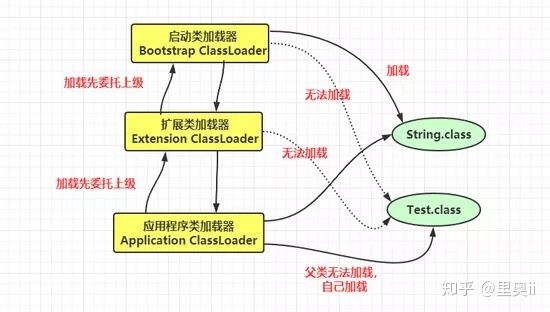 启动类加载器
Bootstrap ClassLoader
加载先委托上级
加载
无法加载
扩展类加载器
Extension ClassLoader
String.class
无法加载
加载先委托上级
Test.class
应用程序类加载器
Application ClassLoader
父类无法加载，
自己加载
知乎 @里奥ii